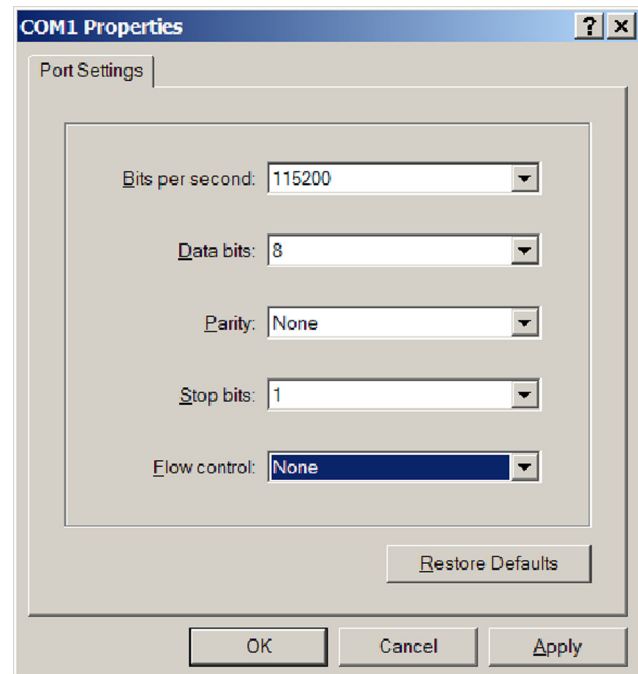 COM1 Properties
Port Settings
Bits per second: 115200
Data bits: 8
Parity: None
Stop bits: 1
Flow control: None
Restore Defaults
OK Cancel Apply